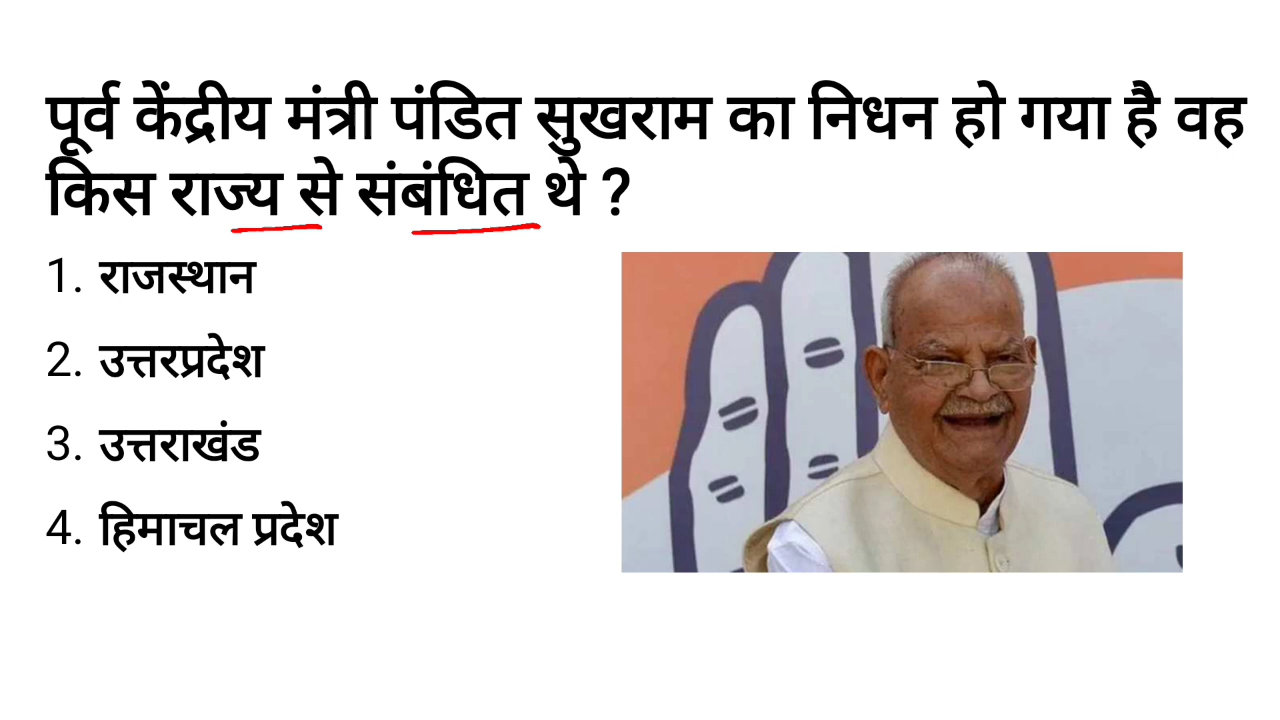 पूर्व केंद्रीय मंत्री पंडित सुखराम का निधन हो गया है वह
किस राज्य से संबंधित थे ?
1. राजस्थान
2. उत्तरप्रदेश
3. उत्तराखंड
4. हिमाचल प्रदेश